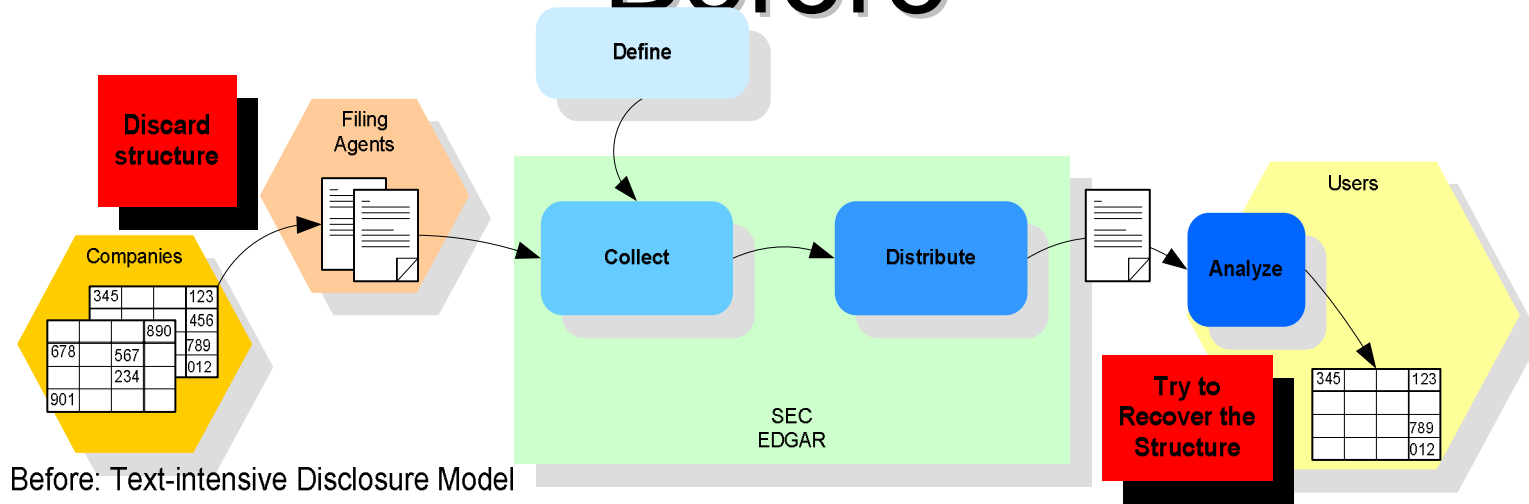 Before
Define
Discard
structure
Filing
Agents
Users
Companies
Collect
Distribute
Analyze
345 123
456
789
012
890
678 567
234
901
345 123
789
012
Try to
Recover the
Structure
SEC
EDGAR
Before: Text-intensive Disclosure Model